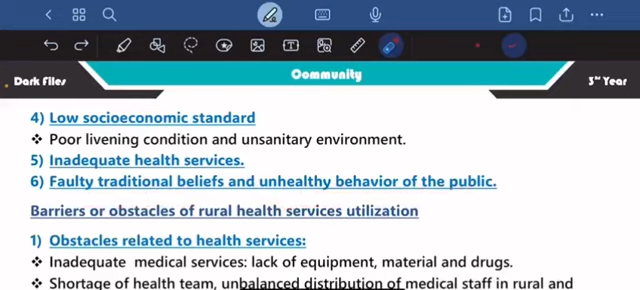 Dark Files
Community
3ʳᵈ Year
4) Low socioeconomic standard
❖ Poor livening condition and unsanitary environment.
5) Inadequate health services.
6) Faulty traditional beliefs and unhealthy behavior of the public.
Barriers or obstacles of rural health services utilization
1) Obstacles related to health services:
❖ Inadequate medical services: lack of equipment, material and drugs.
❖ Shortage of health team, unbalanced distribution of medical staff in rural and